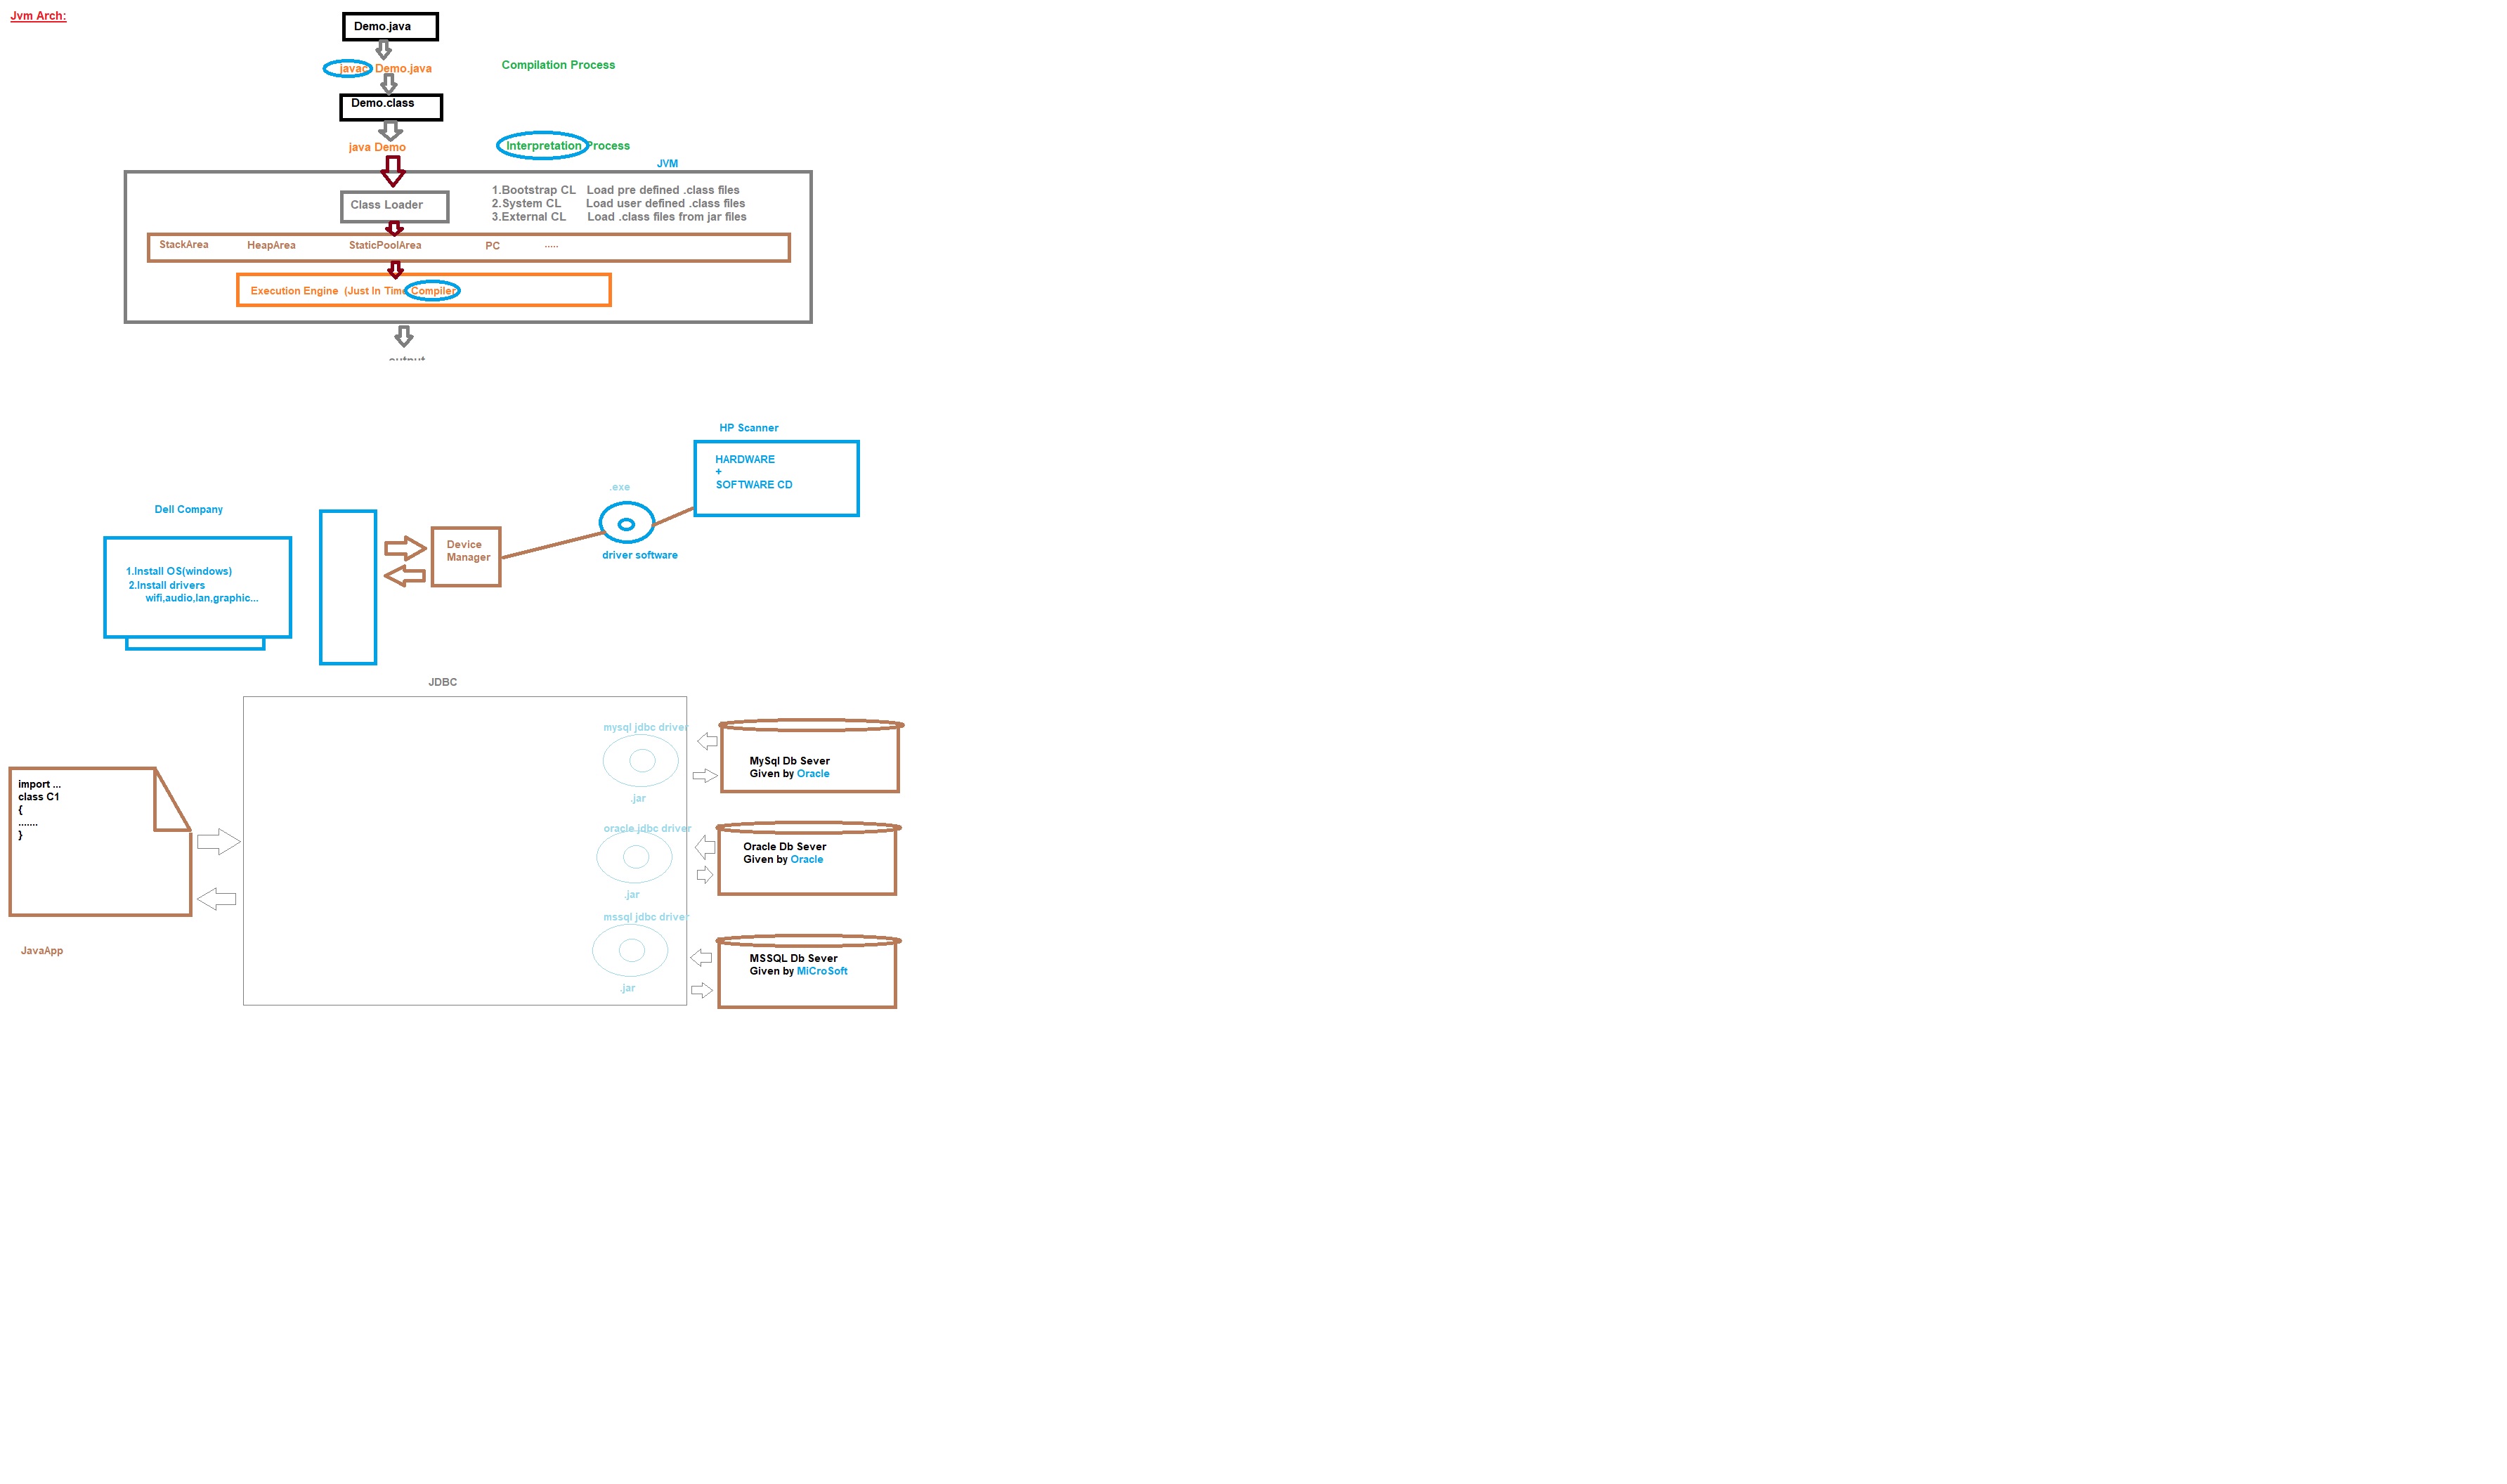 Jvm Arch:
Demo.java
javac Demo.java
Compilation Process
Demo.class
java Demo
Interpretation Process
JVM
Class Loader
1.Bootstrap CL Load pre defined .class files
2.System CL Load user defined .class files
3.External CL Load .class files from jar files
StackArea HeapArea StaticPoolArea PC .....
Execution Engine (Just In Time Compiler
output
HP Scanner
HARDWARE
+
SOFTWARE CD
.exe
driver software
Dell Company
1.Install OS(windows)
2.Install drivers
wifi,audio,lan,graphic...
Device
Manager
JDBC
mysql jdbc driver
.jar
MySql Db Sever
Given by Oracle
import ...
class C1
{
.......
}
JavaApp
oracle jdbc driver
.jar
Oracle Db Sever
Given by Oracle
mssql jdbc driver
.jar
MSSQL Db Sever
Given by MiCroSoft